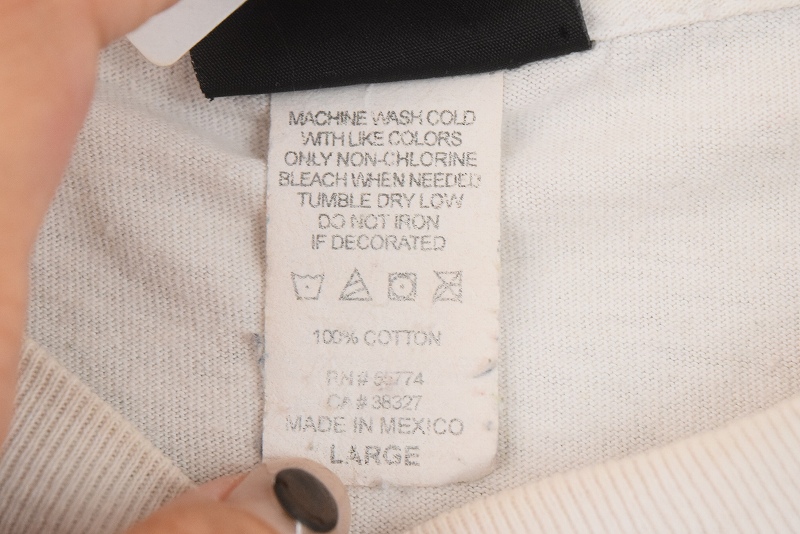 MACHINE WASH COLD
WITH LIKE COLORS
ONLY NON-CHLORINE
BLEACH WHEN NEEDED
TUMBLE DRY LOW
DO NOT IRON
IF DECORATED
100% COTTON
RN #
CA # 38327
MADE IN MEXICO
LARGE